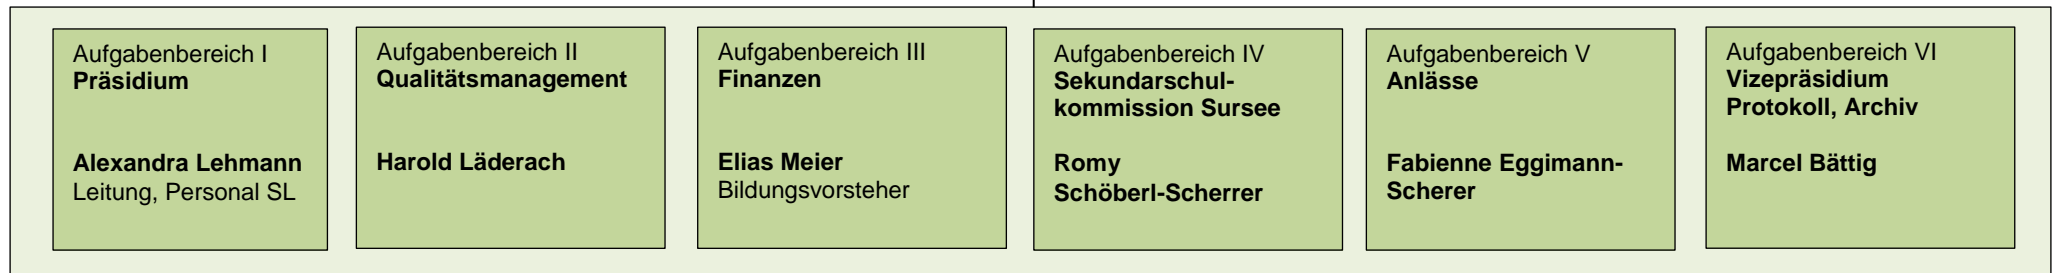 Aufgabenbereich I
Präsidium
Alexandra Lehmann
Leitung, Personal SL
Aufgabenbereich II
Qualitätsmanagement
Harold Läderach
Aufgabenbereich III
Finanzen
Elias Meier
Bildungsvorsteher
Aufgabenbereich IV
Sekundarschul-
kommission Sursee
Romy
Schöberl-Scherrer
Aufgabenbereich V
Anlässe
Fabienne Eggimann-
Scherer
Aufgabenbereich VI
Vizepräsidium
Protokoll, Archiv
Marcel Bättig